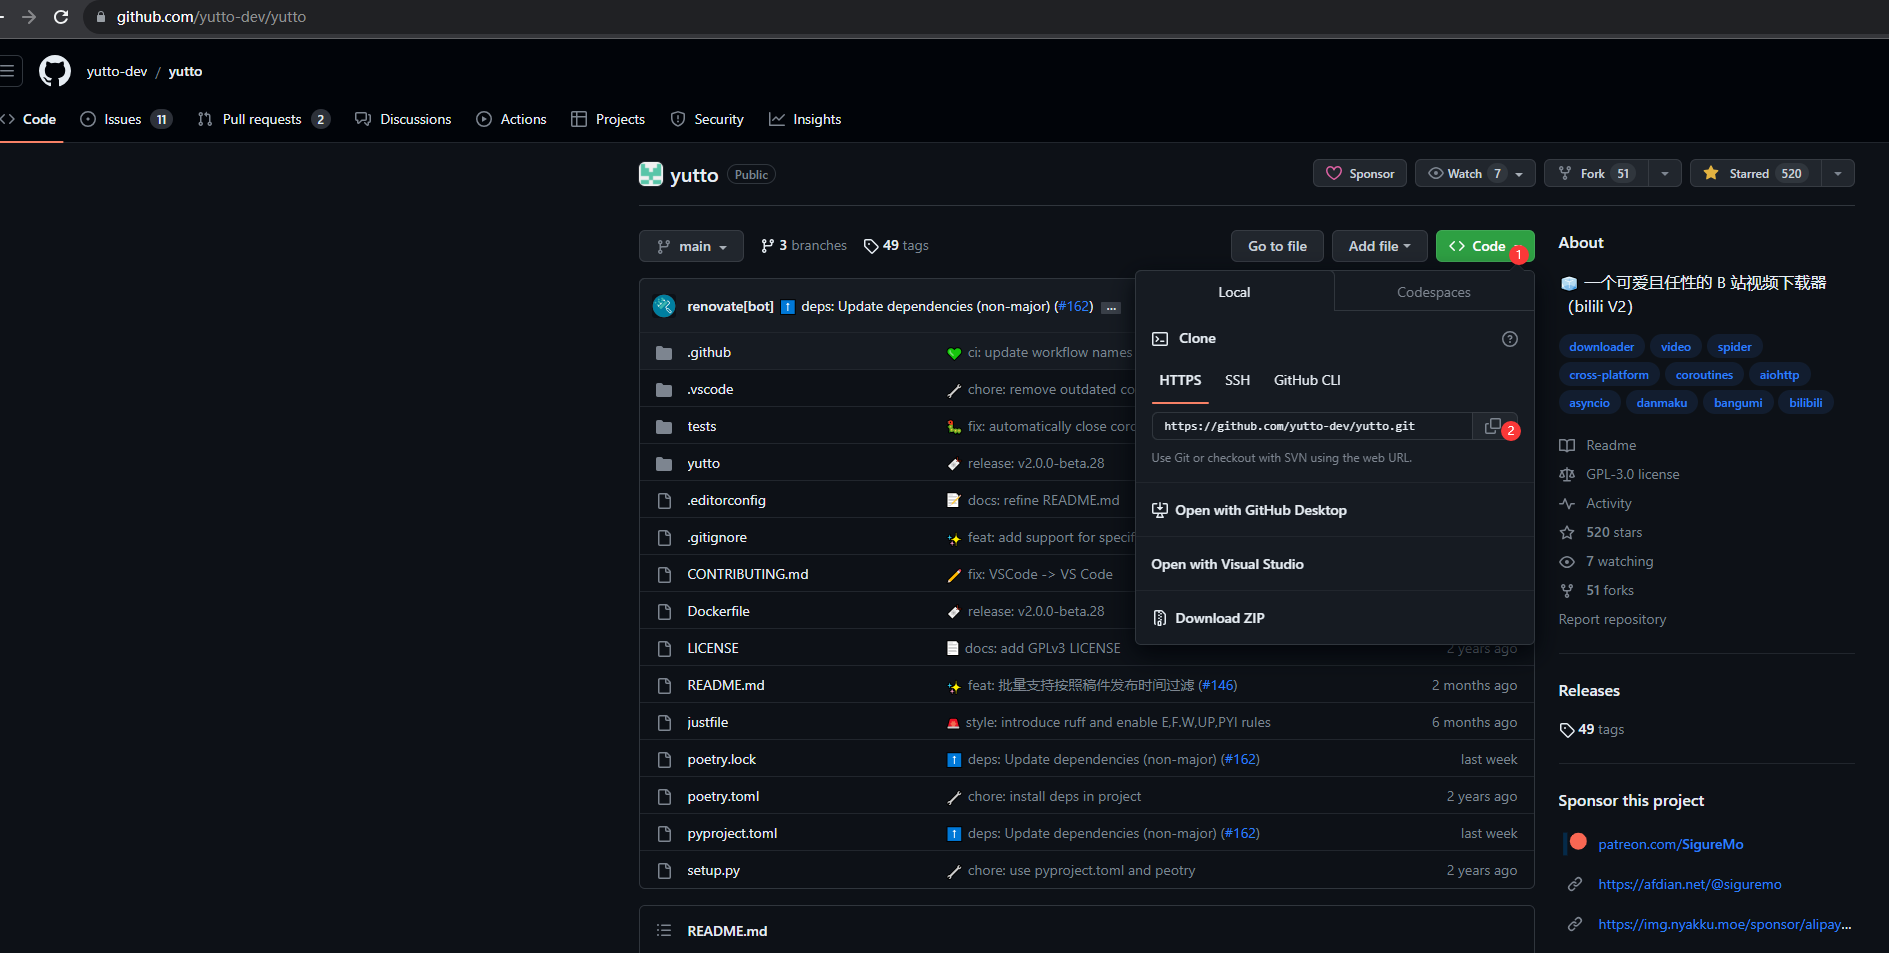 github.com/yutto-dev/yutto
yutto-dev / yutto
Code Issues 11 Pull requests 2 Discussions Actions Projects Security Insights
yutto Public Sponsor Watch 7 Fork 51 Starred 520
main 3 branches 49 tags Go to file Add file Code 1
renovate[bot] deps: Update dependencies (non-major) (#162) ...
.github ci: update workflow names
.vscode chore: remove outdated co
tests fix: automatically close coro
yutto release: v2.0.0-beta.28
.editorconfig docs: refine README.md
.gitignore feat: add support for specif
CONTRIBUTING.md fix: VSCode -> VS Code
Dockerfile release: v2.0.0-beta.28
LICENSE docs: add GPLv3 LICENSE 2 years ago
README.md feat: 批量支持按照稿件发布时间过滤 (#146) 2 months ago
justfile style: introduce ruff and enable E,F,W,UP,PYI rules 6 months ago
poetry.lock deps: Update dependencies (non-major) (#162) last week
poetry.toml chore: install deps in project 2 years ago
pyproject.toml deps: Update dependencies (non-major) (#162) last week
setup.py chore: use pyproject.toml and peotry 2 years ago
README.md
Local Codespaces
Clone
HTTPS SSH GitHub CLI
https://github.com/yutto-dev/yutto.git 2
Use Git or checkout with SVN using the web URL.
Open with GitHub Desktop
Open with Visual Studio
Download ZIP
About
一个可爱且任性的 B 站视频下载器
（bilili V2）
downloader video spider
cross-platform coroutines aiohttp
asyncio danmaku bangumi bilibili
Readme
GPL-3.0 license
Activity
520 stars
7 watching
51 forks
Report repository
Releases
49 tags
Sponsor this project
patreon.com/SigureMo
https://afdian.net/@siguremo
https://img.nyakku.moe/sponsor/alipay...